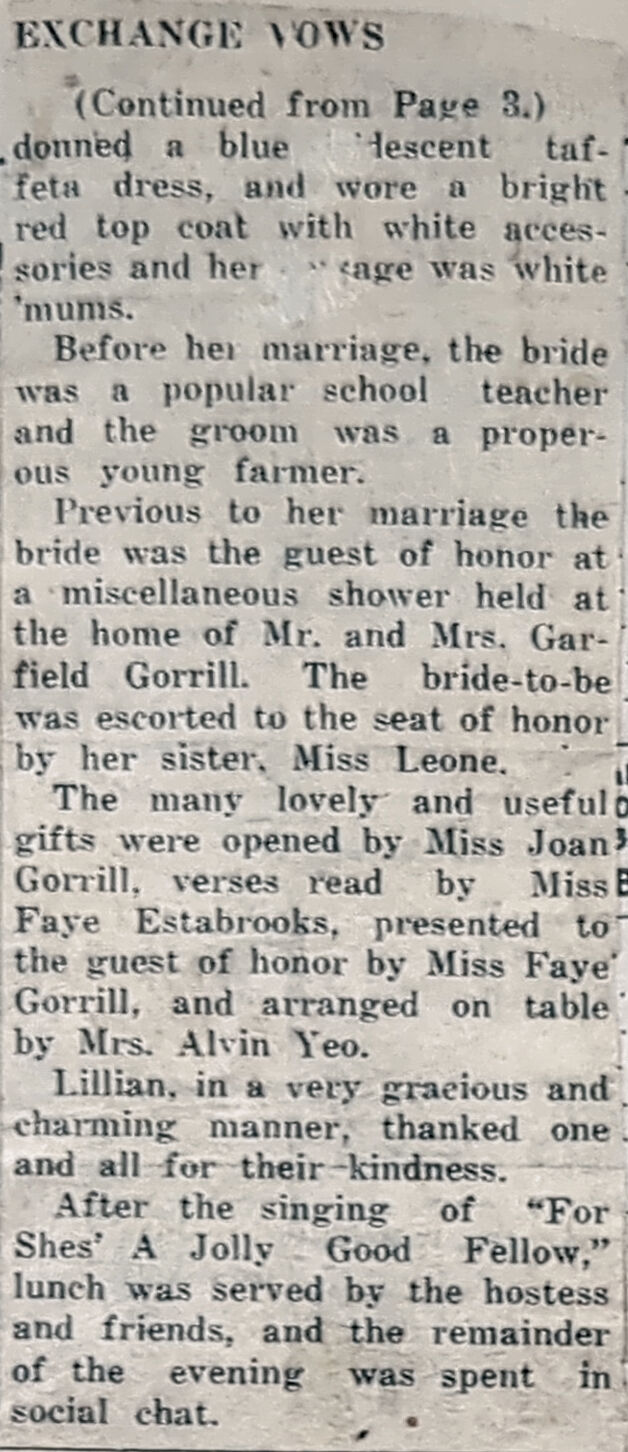 EXCHANGE VOWS
(Continued from Page 3.)
donned a blue taf-
feta dress, and wore a bright
red top coat with white acces-
sories and her was white
'mums.
Before her marriage, the bride
was a popular school teacher
and the groom was a proper-
ous young farmer.
Previous to her marriage the
bride was the guest of honor at
a miscellaneous shower held at
the home of Mr. and Mrs. Gar-
field Gorrill. The bride-to-be
was escorted to the seat of honor
by her sister, Miss Leone.
The many lovely and useful
gifts were opened by Miss Joan
Gorrill, verses read by Miss
Faye Estabrooks, presented to
the guest of honor by Miss Faye
Gorrill, and arranged on table
by Mrs. Alvin Yeo.
Lillian, in a very gracious and
charming manner, thanked one
and all for their kindness.
After the singing of “For
Shes' A Jolly Good Fellow,”
lunch was served by the hostess
and friends, and the remainder
of the evening was spent in
social chat.